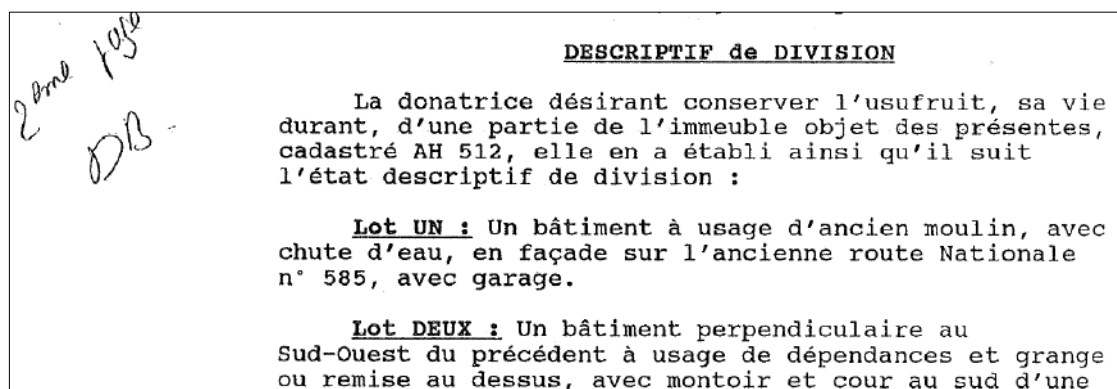 2ème page
DB -
DESCRIPTIF de DIVISION
La donatrice désirant conserver l'usufruit, sa vie
durant, d'une partie de l'immeuble objet des présentes,
cadastré AH 512, elle en a établi ainsi qu'il suit
l'état descriptif de division :
Lot UN : Un bâtiment à usage d'ancien moulin, avec
chute d'eau, en façade sur l'ancienne route Nationale
n° 585, avec garage.
Lot DEUX : Un bâtiment perpendiculaire au
Sud-Ouest du précédent à usage de dépendances et grange
ou remise au dessus, avec montoir et cour au sud d'une